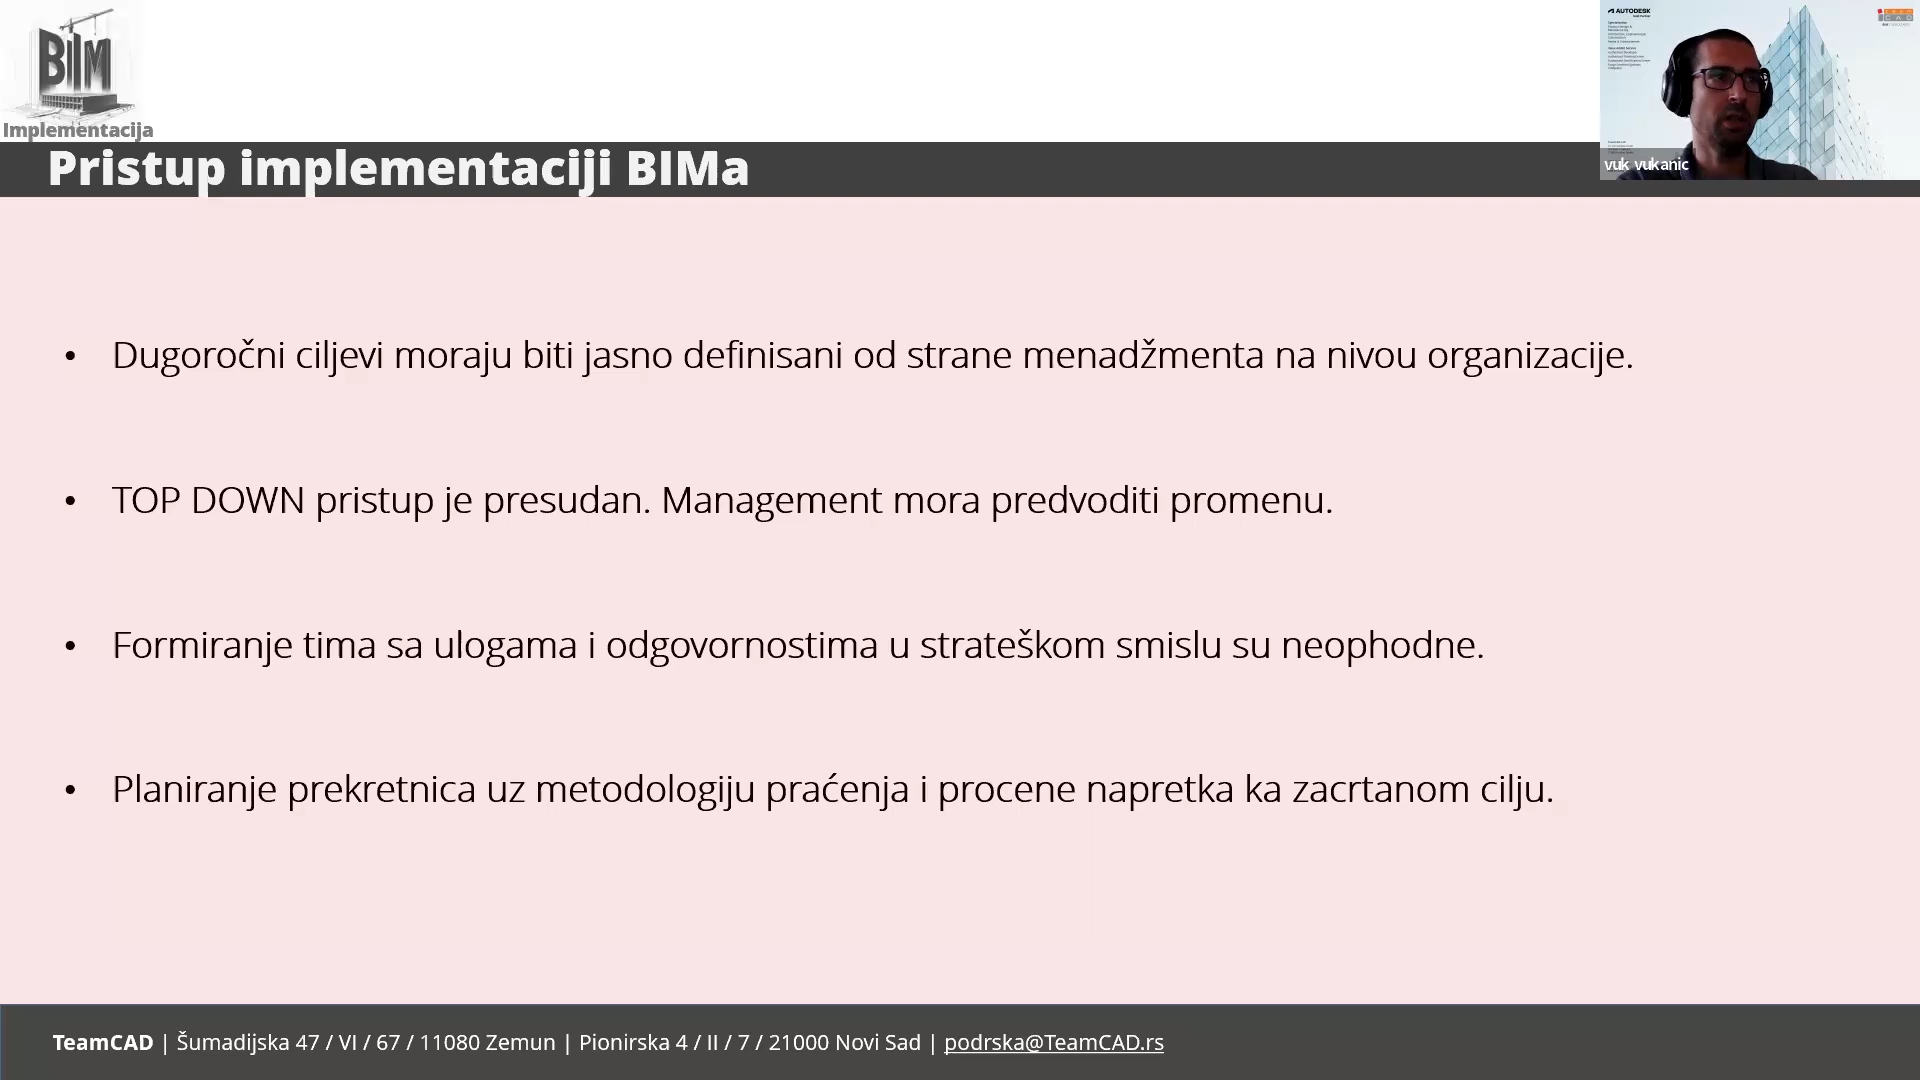 BIM
Implementacija
Pristup implementaciji BIMa
AUTODESK
vuk vukanic
• Dugoročni ciljevi moraju biti jasno definisani od strane menadžmenta na nivou organizacije.
• TOP DOWN pristup je presudan. Management mora predvoditi promenu.
• Formiranje tima sa ulogama i odgovornostima u strateškom smislu su neophodne.
• Planiranje prekretnica uz metodologiju praćenja i procene napretka ka zacrtanom cilju.
TeamCAD | Šumadijska 47 / VI / 67 / 11080 Zemun | Pionirska 4 / II / 7 / 21000 Novi Sad | podrska@TeamCAD.rs